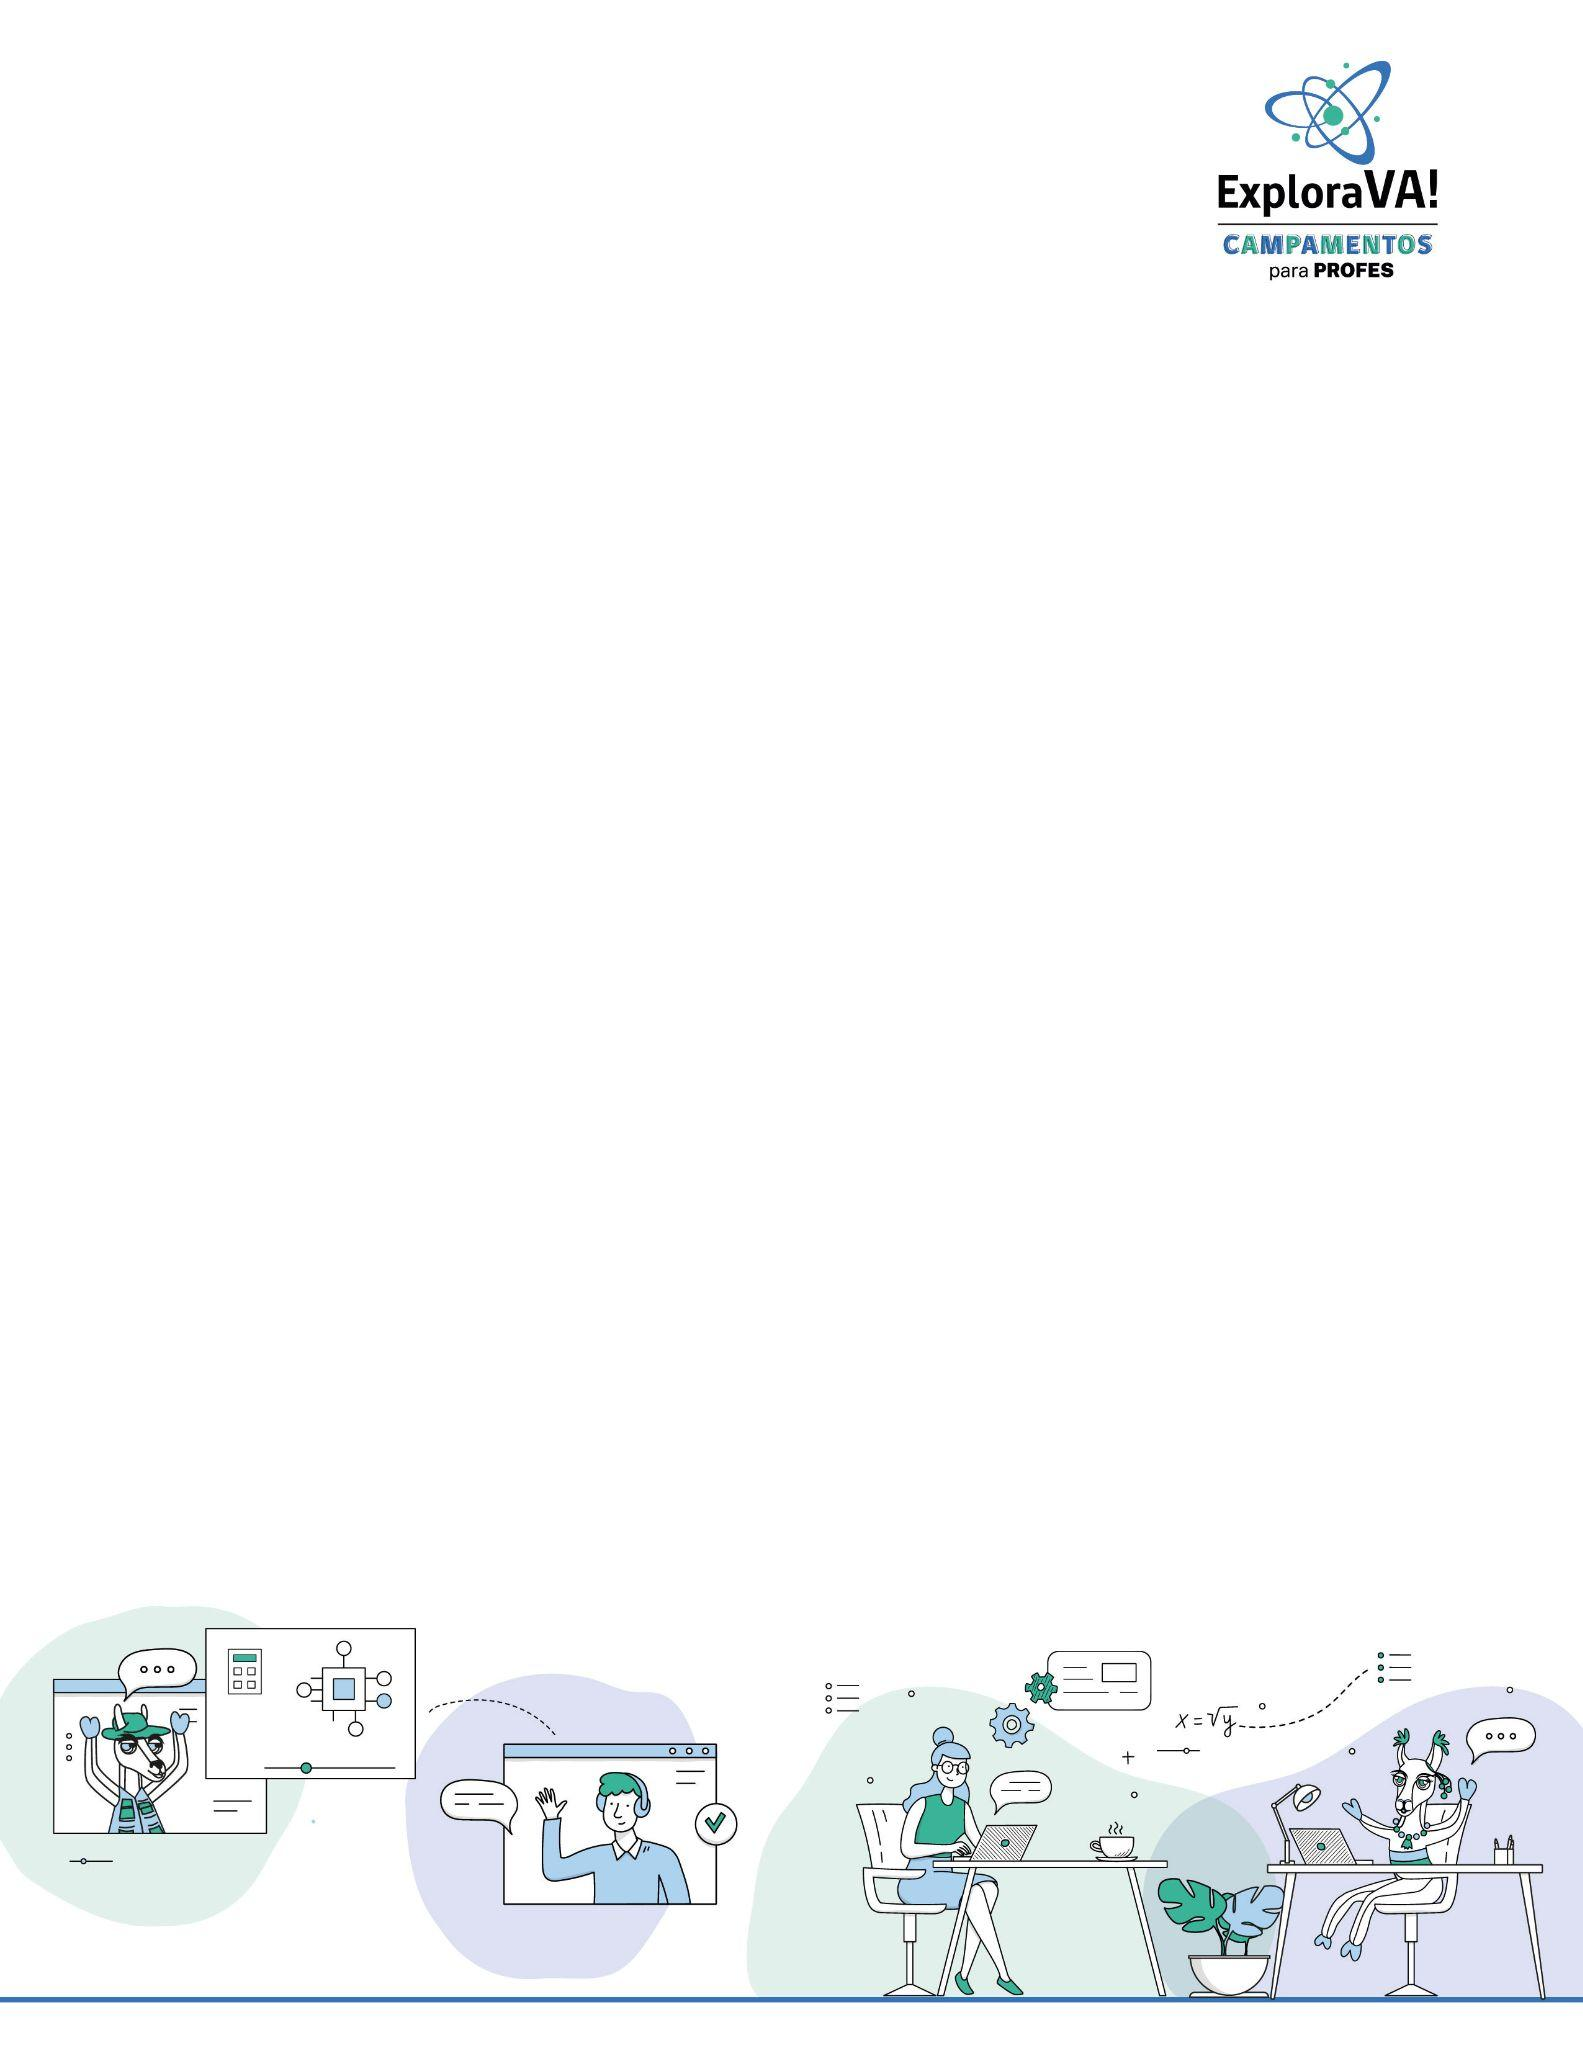 ExploraVA!
CAMPAMENTOS
para PROFES
x = √y
+